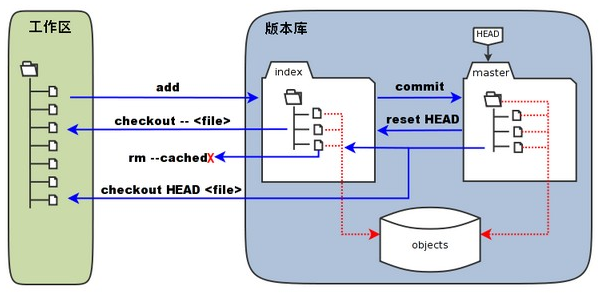 工作区
版本库
HEAD
index
master
add
commit
checkout -- <file>
reset HEAD
rm --cached
X
checkout HEAD <file>
objects